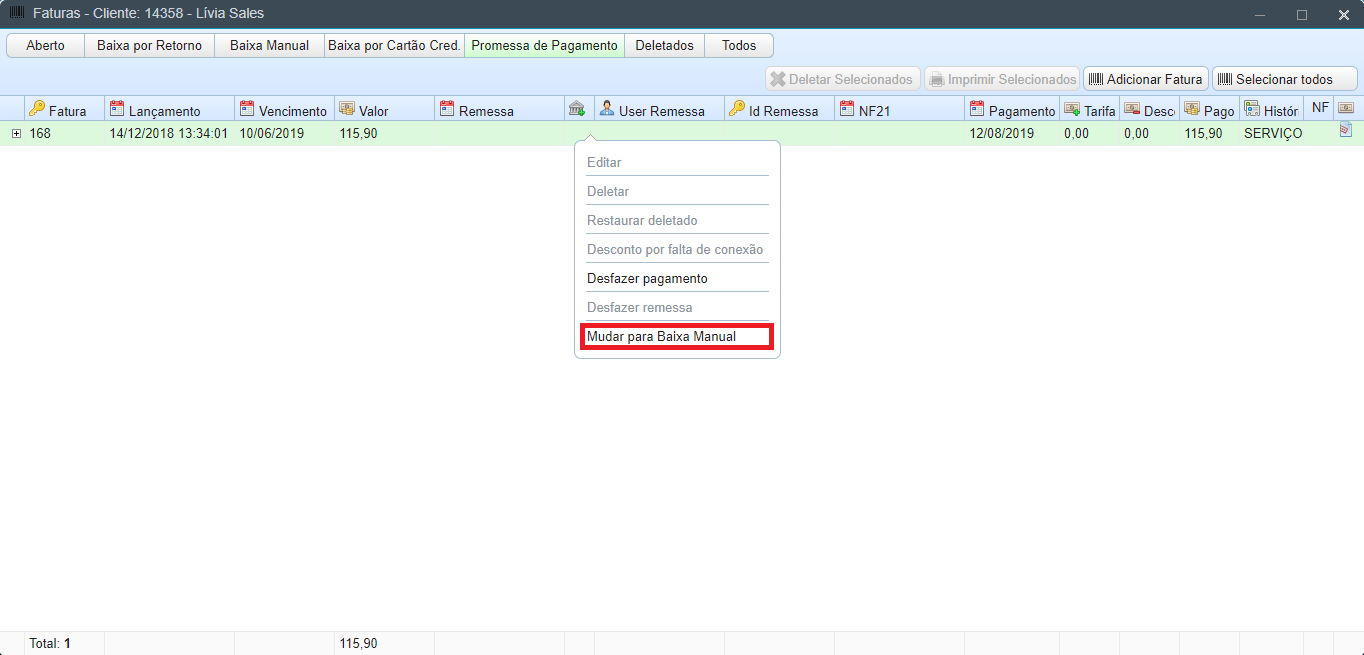 Faturas - Cliente: 14358 - Lívia Sales
Aberto Baixa por Retorno Baixa Manual Baixa por Cartão Cred. Promessa de Pagamento Deletados Todos
Deletar Selecionados Imprimir Selecionados Adicionar Fatura Selecionar todos
Fatura Lançamento Vencimento Valor Remessa User Remessa Id Remessa NF21 Pagamento Tarifa Desc Pago Histór NF
168 14/12/2018 13:34:01 10/06/2019 115,90 12/08/2019 0,00 0,00 115,90 SERVIÇO
Editar
Deletar
Restaurar deletado
Desconto por falta de conexão
Desfazer pagamento
Desfazer remessa
Mudar para Baixa Manual
Total: 1 115,90